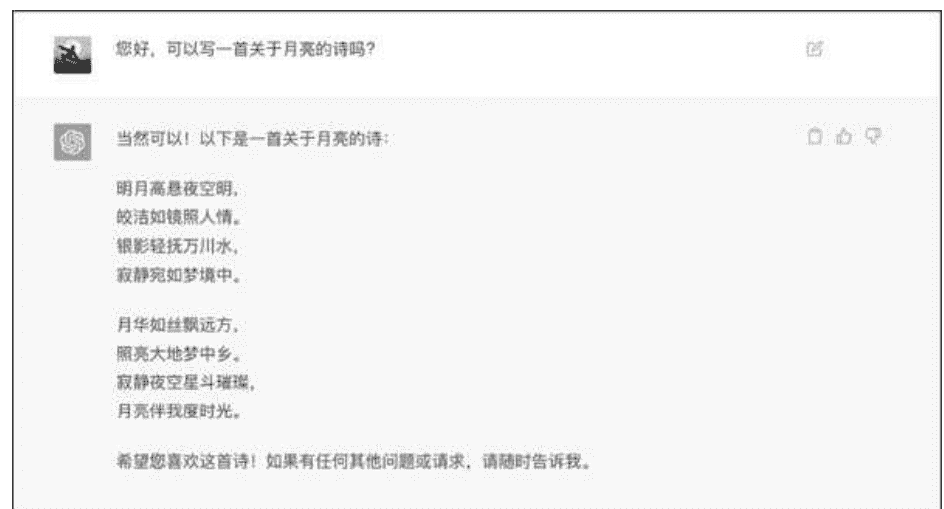 您好，可以写一首关于月亮的诗吗？
当然可以！以下是一首关于月亮的诗：
明月高悬夜空明，
皎洁如镜照人情。
银影轻抚万川水，
寂静宛如梦境中。
月华如丝飘远方，
照亮大地梦中乡。
寂静夜空星斗璀璨，
月亮伴我度时光。
希望您喜欢这首诗！如果有任何其他问题或请求，请随时告诉我。